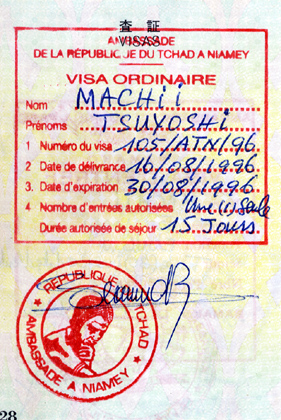 査 証
VISAS
AMBASSADE
DE LA REPUBLIQUE DU TCHAD A NIAMEY
VISA ORDINAIRE
Nom MACHii
Prénoms TSUYOSHi
1 Numéro du visa 105/ATN/96
2 Date de délivrance 16/08/1996
3. Date d'expiration 30/08/1996
4 Nombre d'entrées autorisées Une (1) seule
Durée autorisée de séjour 15 Jours
REPUBLIQUE TCHAD
AMBASSADE A NIAMEY
28